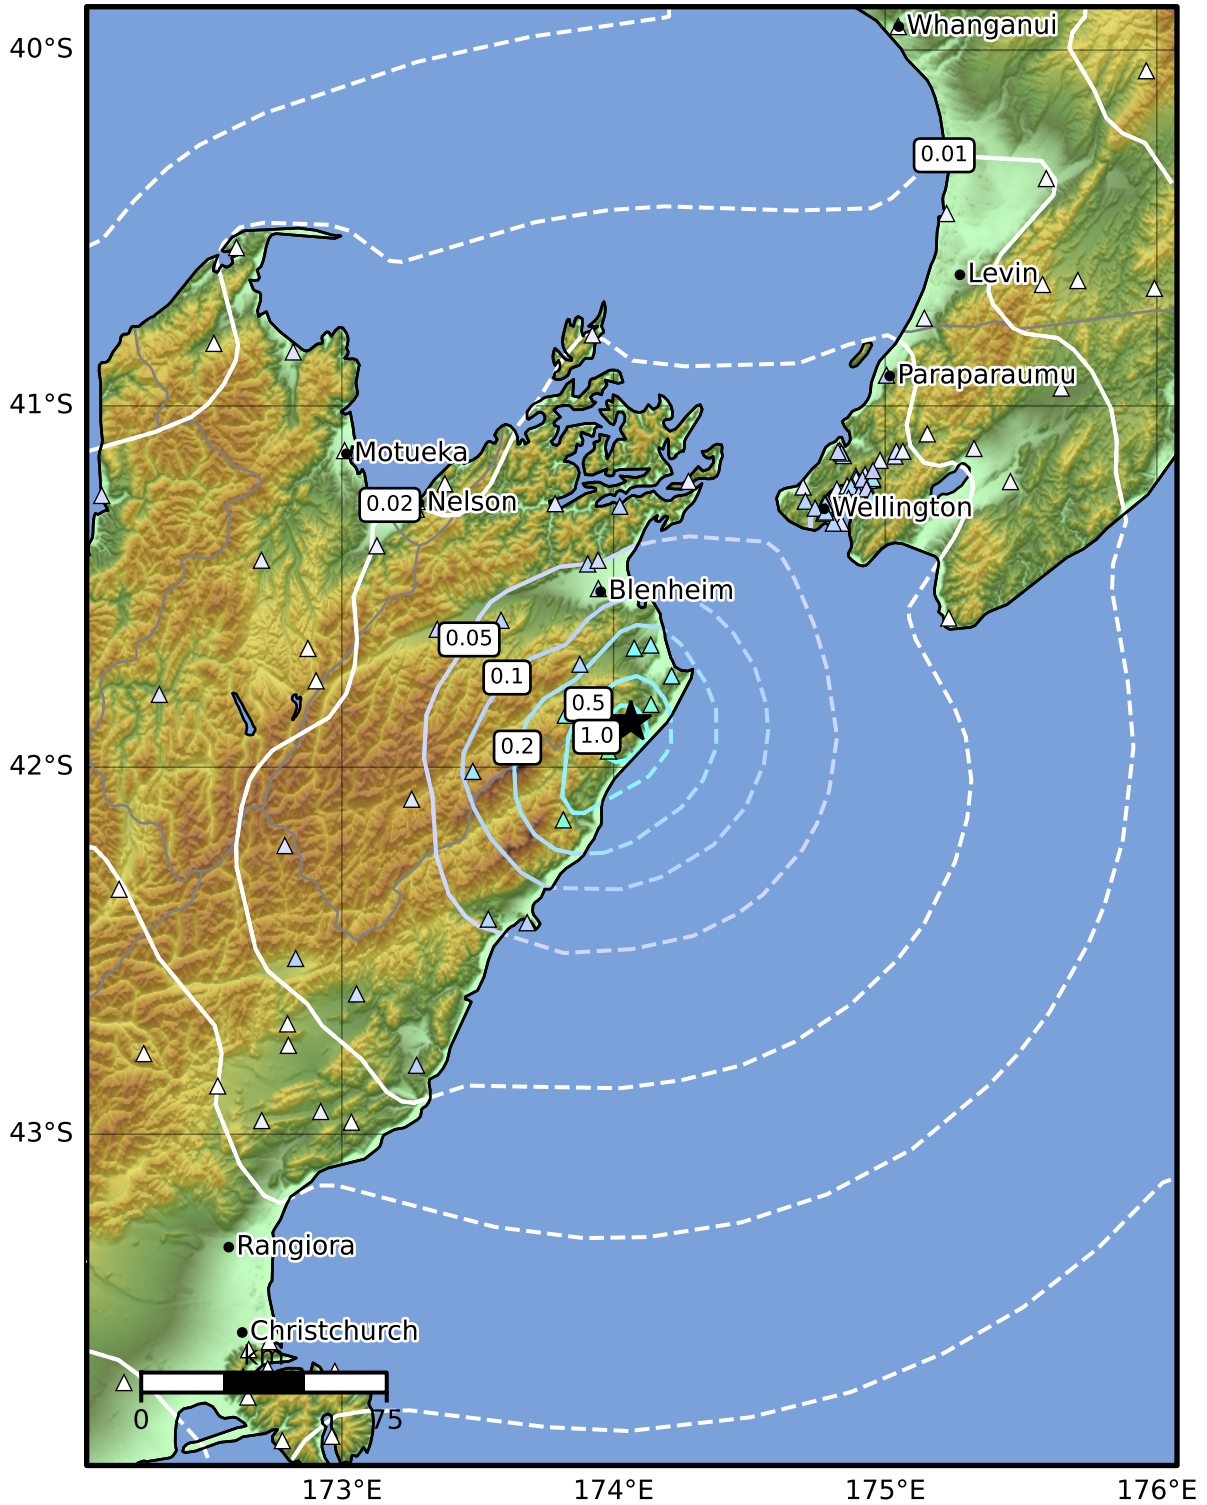 40°S
Whanganui
0.01
Levin
Paraparaumu
41°S
Motueka
0.02
Nelson
Wellington
Blenheim
0.05
0.1
0.5
1.0
0.2
42°S
43°S
Rangiora
Christchurch
km
0
75
173°E
174°E
175°E
176°E